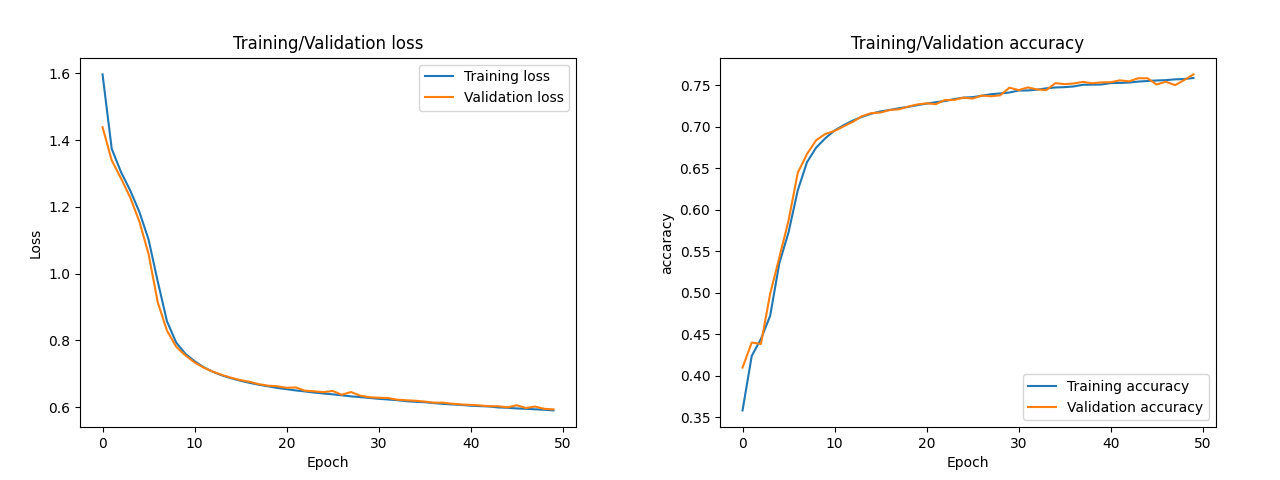 Training/Validation loss
1.6
1.4
1.2
1.0
0.8
0.6
Loss
Training loss
Validation loss
0 10 20 30 40 50
Epoch
Training/Validation accuracy
0.75
0.70
0.65
0.60
0.55
0.50
0.45
0.40
0.35
accaracy
Training accuracy
Validation accuracy
0 10 20 30 40 50
Epoch